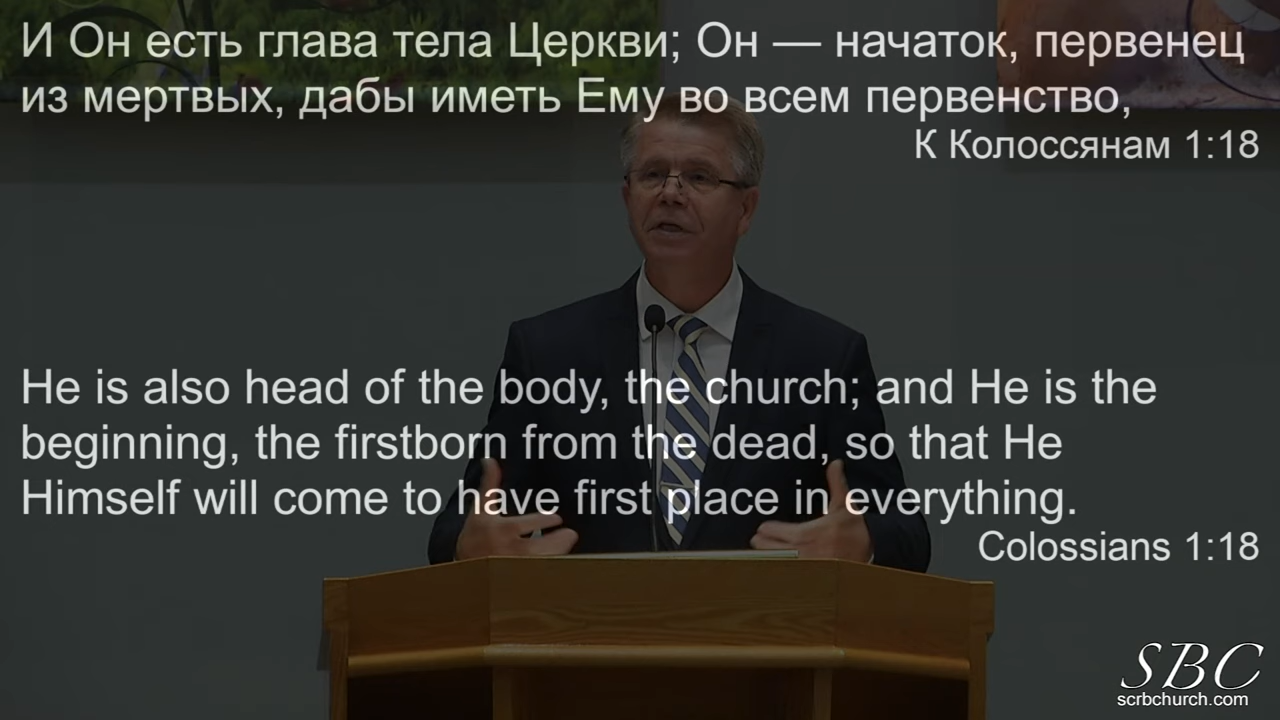 И Он есть глава тела Церкви; Он — начаток, первенец
из мертвых, дабы иметь Ему во всем первенство,
К Колоссянам 1:18
He is also head of the body, the church; and He is the
beginning, the firstborn from the dead, so that He
Himself will come to have first place in everything.
Colossians 1:18
SBC
scrbchurch.com